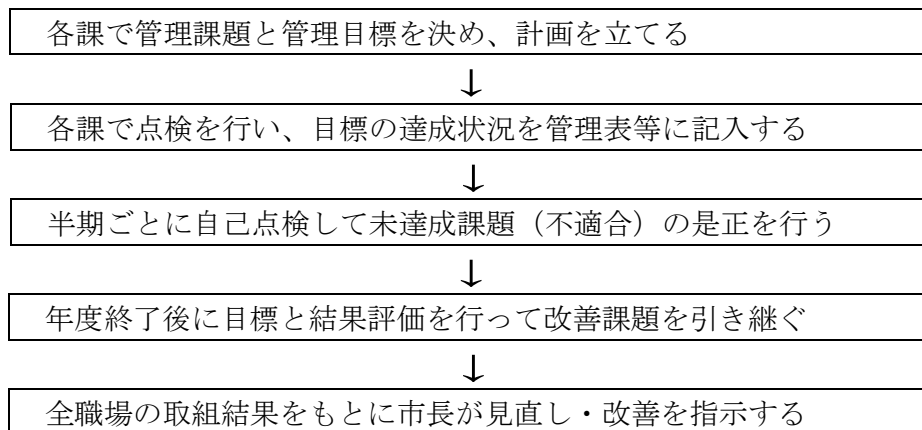 各課で管理課題と管理目標を決め、計画を立てる
↓
各課で点検を行い、目標の達成状況を管理表等に記入する
↓
半期ごとに自己点検して未達成課題（不適合）の是正を行う
↓
年度終了後に目標と結果評価を行って改善課題を引き継ぐ
↓
全職場の取組結果をもとに市長が見直し・改善を指示する